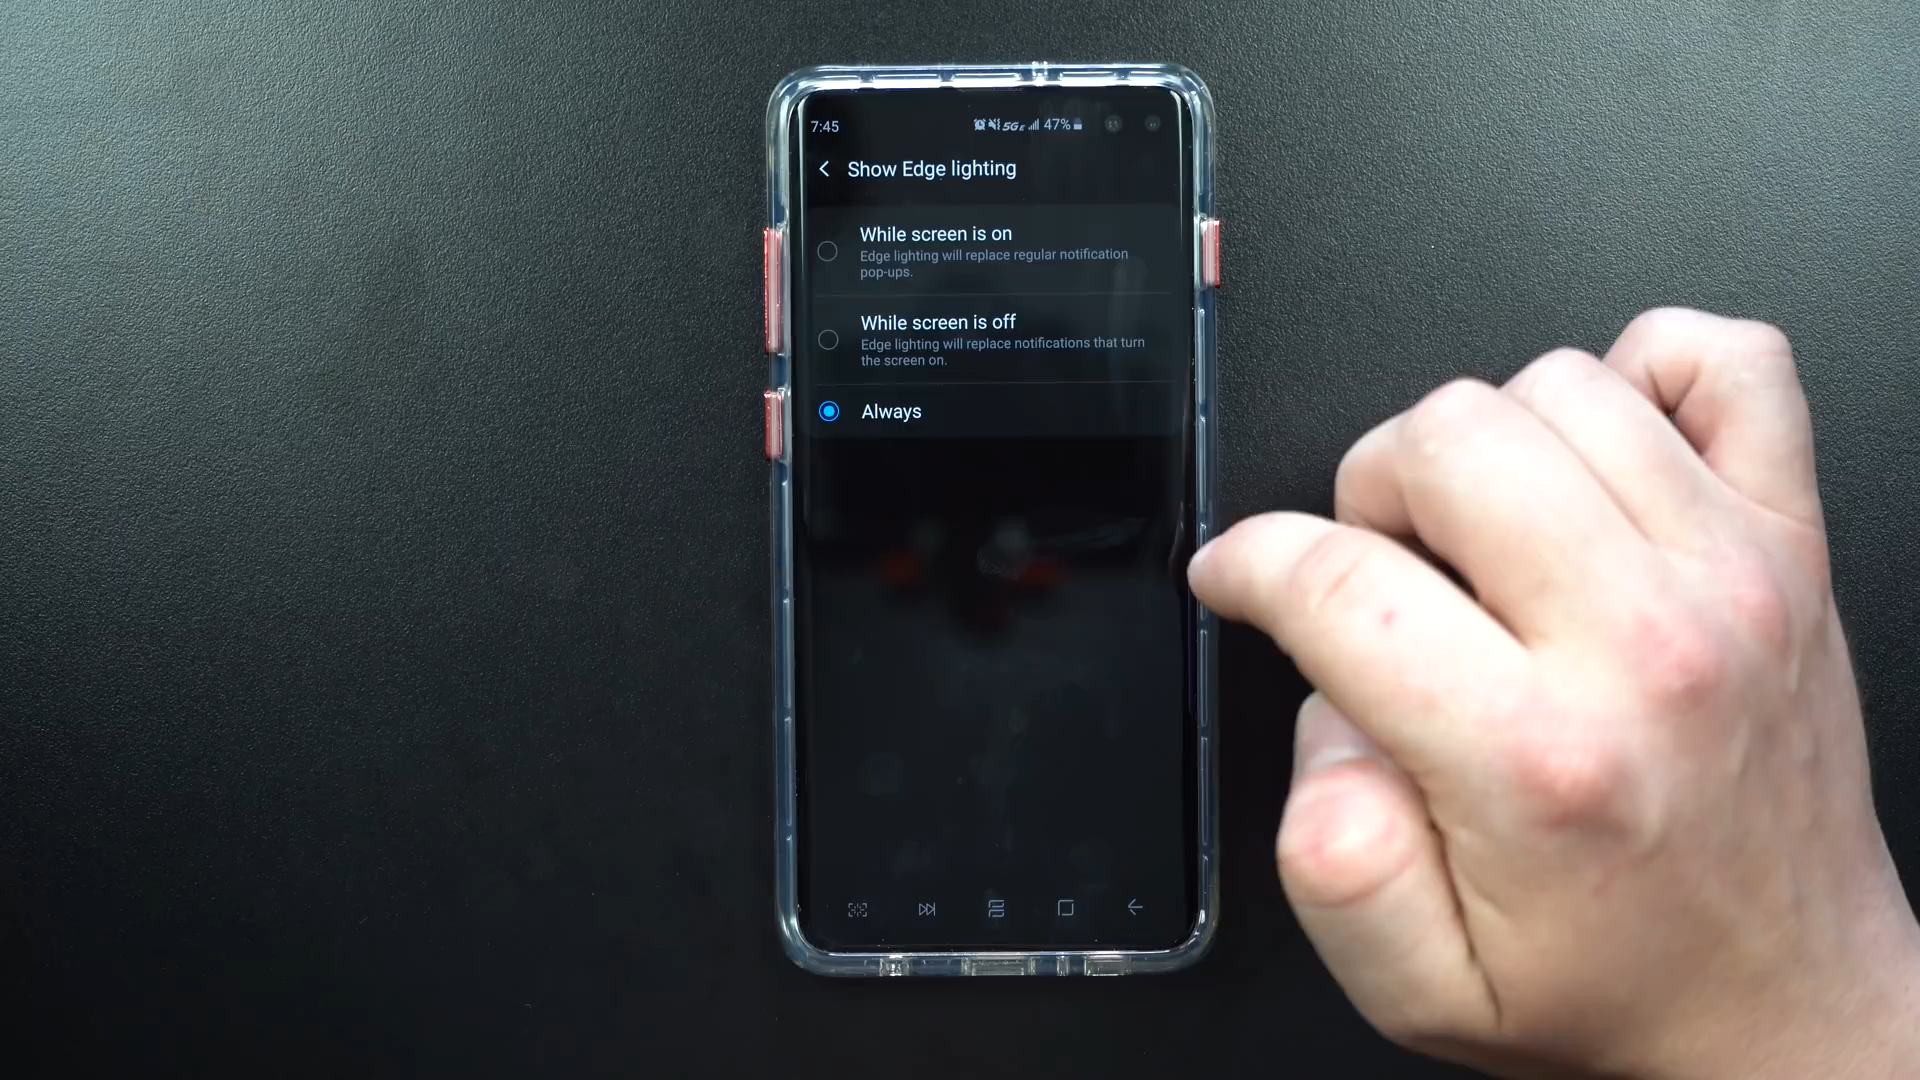 7:45
5GE 47%
Show Edge lighting
While screen is on
Edge lighting will replace regular notification
pop-ups.
While screen is off
Edge lighting will replace notifications that turn
the screen on.
Always